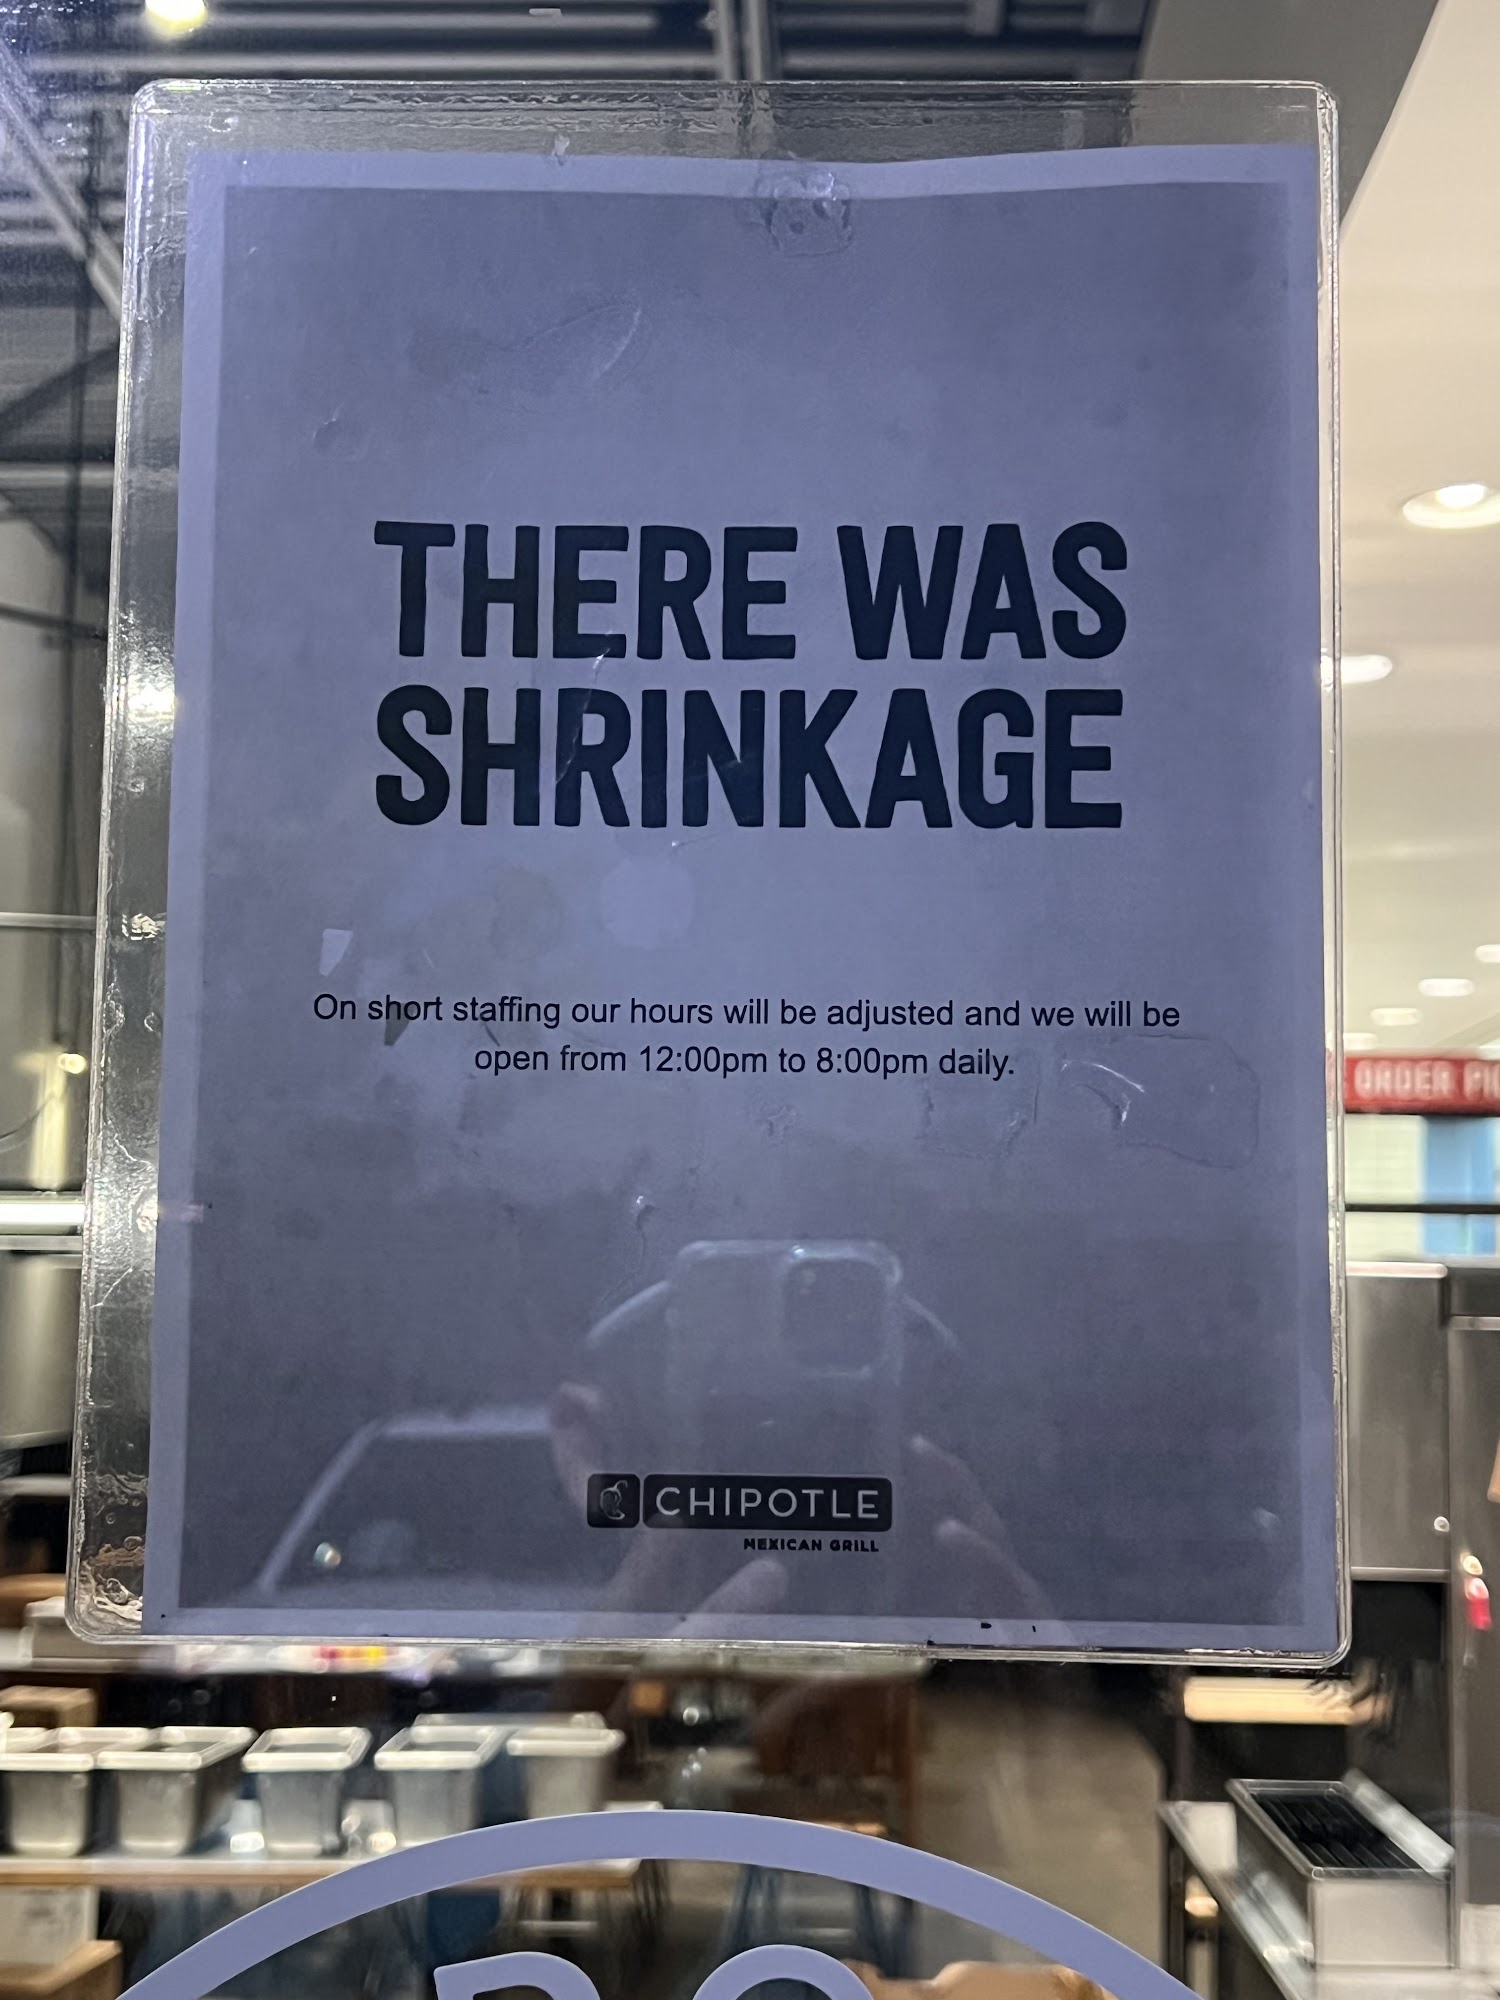 THERE WAS
SHRINKAGE
On short staffing our hours will be adjusted and we will be
open from 12:00pm to 8:00pm daily.
CHIPOTLE
MEXICAN GRILL
ORDER